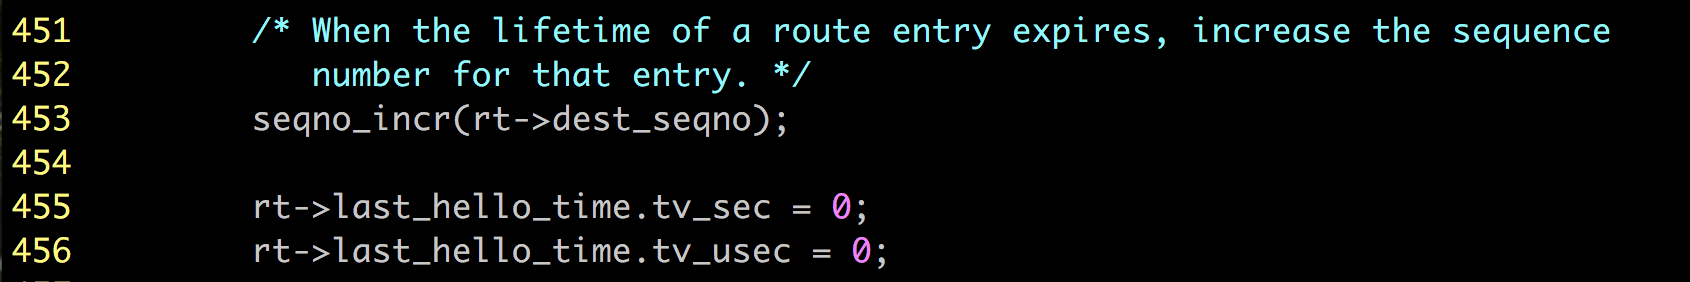 451         /* When the lifetime of a route entry expires, increase the sequence
452            number for that entry. */
453         seqno_incr(rt->dest_seqno);
454
455         rt->last_hello_time.tv_sec = 0;
456         rt->last_hello_time.tv_usec = 0;